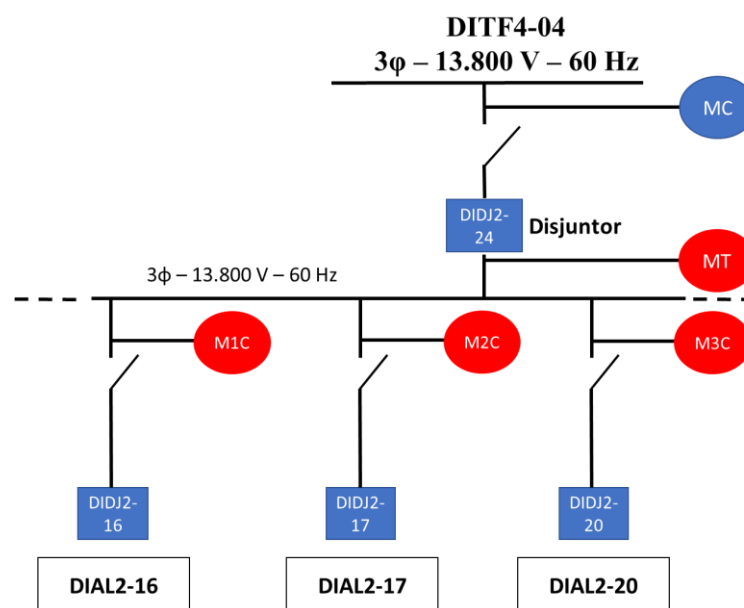 DITF4-04
3φ – 13.800 V – 60 Hz
MC
DIDJ2-
24
Disjuntor
MT
3ϕ – 13.800 V – 60 Hz
M1C
M2C
M3C
DIDJ2-
16
DIDJ2-
17
DIDJ2-
20
DIAL2-16
DIAL2-17
DIAL2-20